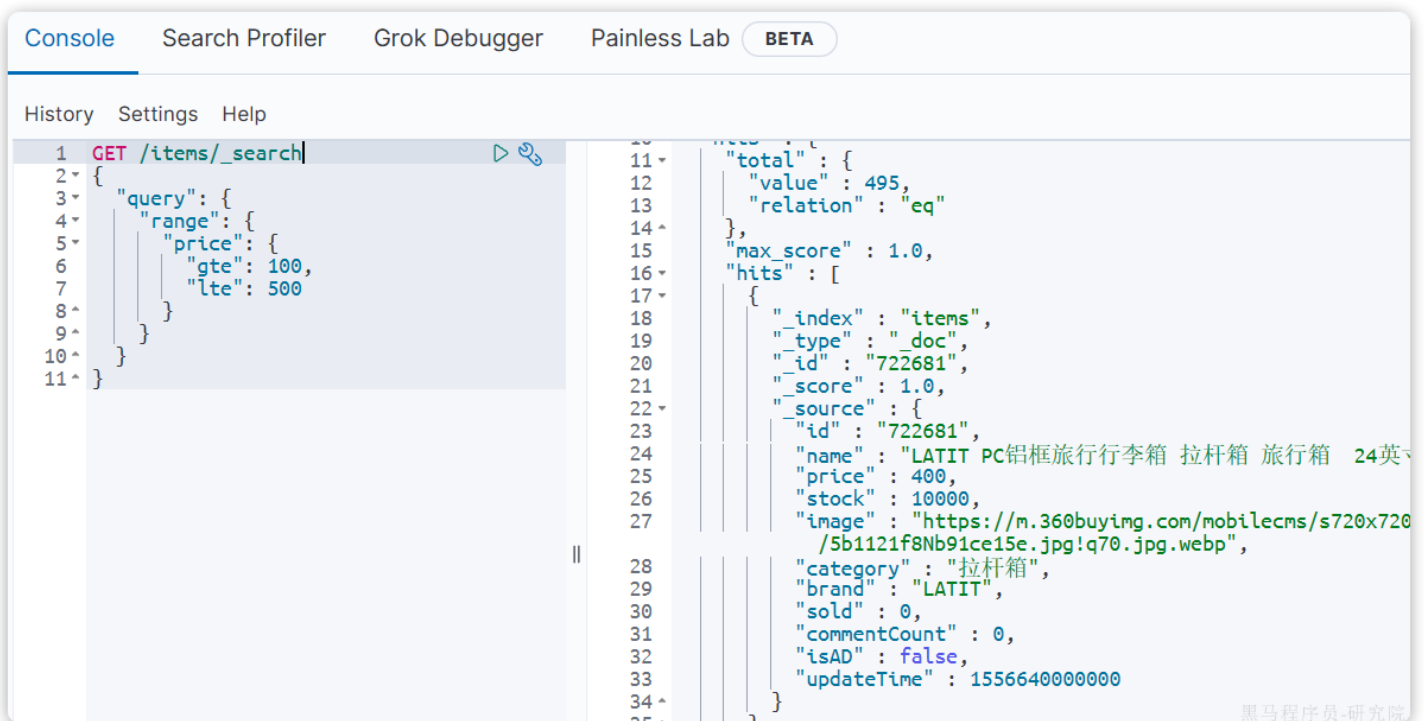 Console Search Profiler Grok Debugger Painless Lab BETA
History Settings Help
1 GET /items/_search
2 {
3 "query": {
4 "range": {
5 "price": {
6 "gte": 100,
7 "lte": 500
8 }
9 }
10 }
11 }
11 "total" : {
12 "value" : 495,
13 "relation" : "eq"
14 },
15 "max_score" : 1.0,
16 "hits" : [
17 {
18 "_index" : "items",
19 "_type" : "_doc",
20 "_id" : "722681",
21 "_score" : 1.0,
22 "_source" : {
23 "id" : "722681",
24 "name" : "LATIT PC铝框旅行行李箱 拉杆箱 旅行箱 24英
25 "price" : 400,
26 "stock" : 10000,
27 "image" : "https://m.360buyimg.com/mobilecms/s720x720
/5b1121f8Nb91ce15e.jpg!q70.jpg.webp",
28 "category" : "拉杆箱",
29 "brand" : "LATIT",
30 "sold" : 0,
31 "commentCount" : 0,
32 "isAD" : false,
33 "updateTime" : 1556640000000
34 }
黑马程序员-研究院